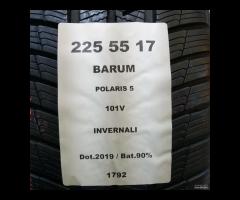 225 55 17
BARUM
POLARIS 5
101V
INVERNALI
Dot.2019 / Bat.90%
1792